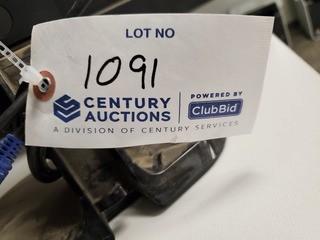 LOT NO
1091
CENTURY AUCTIONS
POWERED BY
ClubBid
A DIVISION OF CENTURY SERVICES